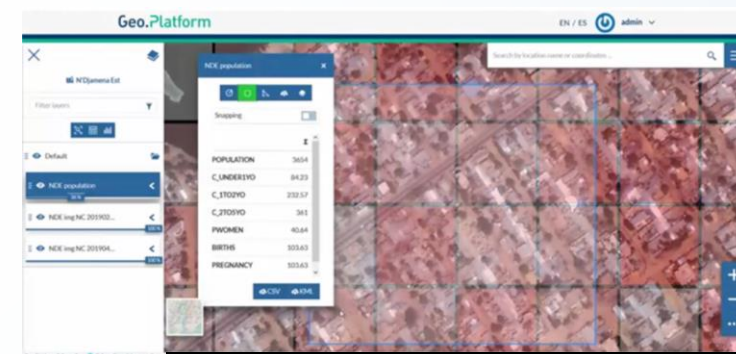 Geo.Platform
EN / ES
admin
N'Djamena Est
Filter layers
Default
NDE population
NDE img NC 201902...
100 %
NDE img NC 201904...
100 %
NDE population
×
Snapping
Σ
POPULATION 3654
C_UNDER1YO 84.23
C_1TO2YO 232.57
C_2TO5YO 361
PWOMEN 40.64
BIRTHS 103.63
PREGNANCY 103.63
CSV KML
Search by location name or coordinates ...